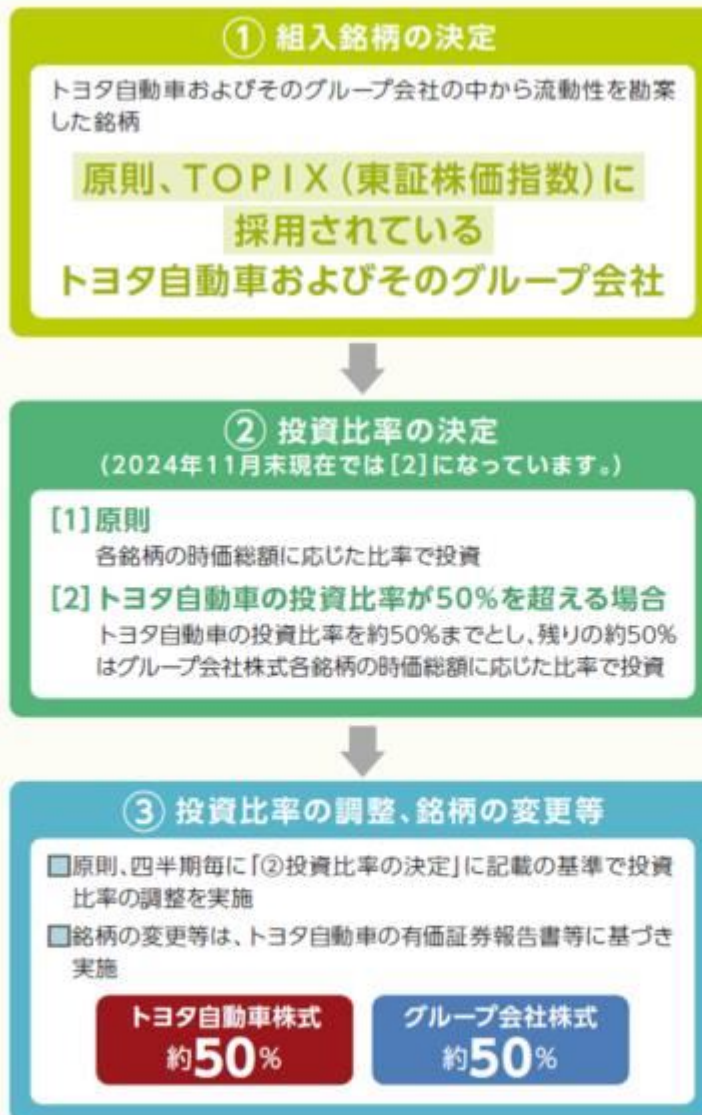 ① 組入銘柄の決定
トヨタ自動車およびそのグループ会社の中から流動性を勘案
した銘柄
原則、TOPIX（東証株価指数）に
採用されている
トヨタ自動車およびそのグループ会社
② 投資比率の決定
（2024年11月末現在では[2]になっています。）
[1]原則
各銘柄の時価総額に応じた比率で投資
[2]トヨタ自動車の投資比率が50%を超える場合
トヨタ自動車の投資比率を約50%までとし、残りの約50%
はグループ会社株式各銘柄の時価総額に応じた比率で投資
③ 投資比率の調整、銘柄の変更等
原則、四半期毎に「②投資比率の決定」に記載の基準で投資
比率の調整を実施
銘柄の変更等は、トヨタ自動車の有価証券報告書等に基づき
実施
トヨタ自動車株式
約50%
グループ会社株式
約50%